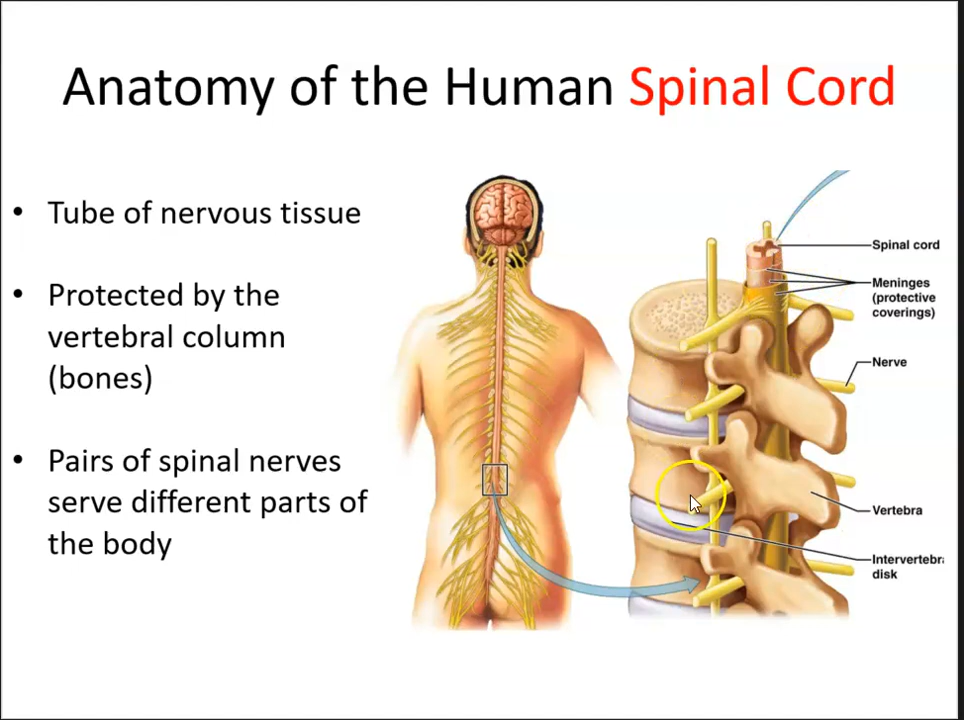 Anatomy of the Human Spinal Cord
• Tube of nervous tissue
• Protected by the
vertebral column
(bones)
• Pairs of spinal nerves
serve different parts of
the body
Spinal cord
Meninges
(protective
coverings)
Nerve
Vertebra
Intervertebra
disk